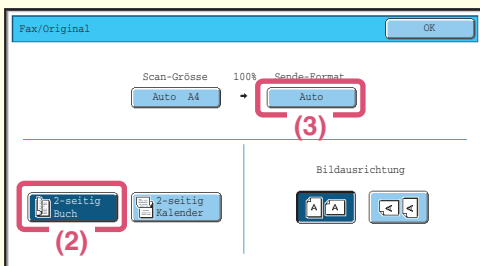 Fax/Original
OK
Scan-Grösse 100% Sende-Format
Auto A4 → Auto
(3)
Bildausrichtung
2-seitig Buch
2-seitig Kalender
A A
A A
(2)